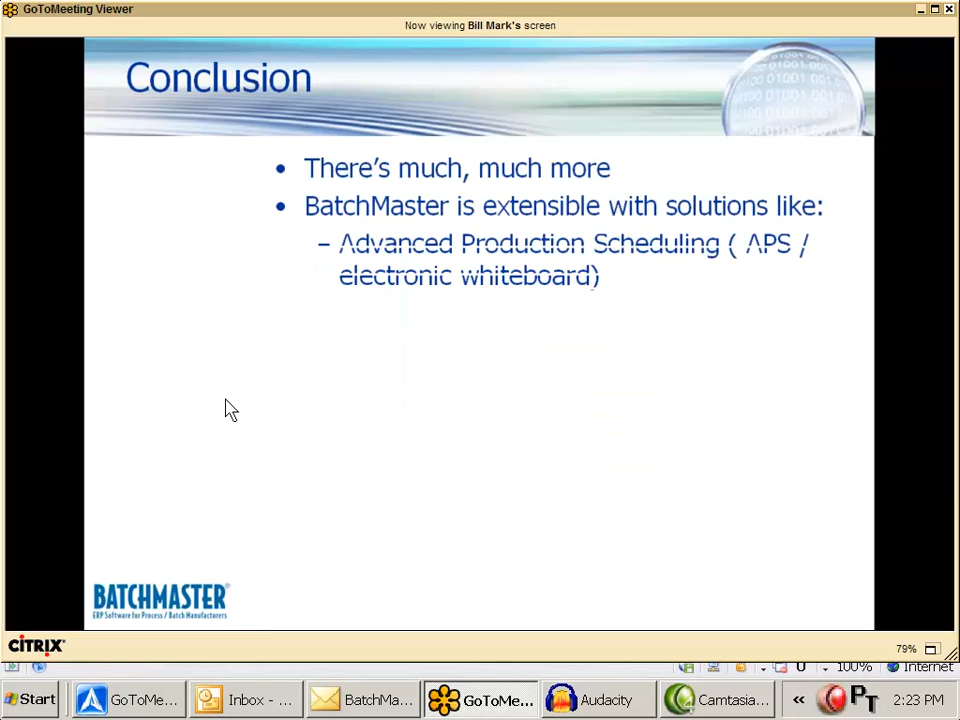 GoToMeeting Viewer
Now viewing Bill Mark's screen
Conclusion
• There's much, much more
• BatchMaster is extensible with solutions like:
– Advanced Production Scheduling ( APS /
electronic whiteboard)
BATCHMASTER
ERP Software for Process / Batch Manufacturers
CITRIX
79%
U 100% Internet
Start GoToMe... Inbox - ... BatchMa... GoToMe... Audacity Camtasia... « PT 2:23 PM